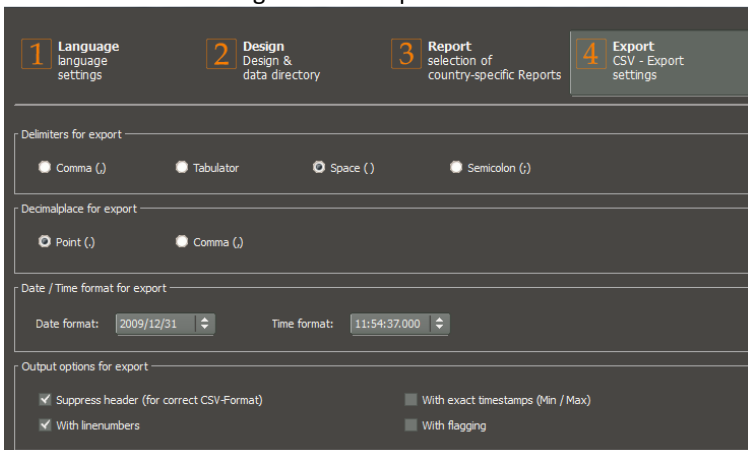 1 Language
language
settings
2 Design
Design &
data directory
3 Report
selection of
country-specific Reports
4 Export
CSV - Export
settings
Delimiters for export
Comma (,) Tabulator Space ( ) Semicolon (;)
Decimalplace for export
Point (.) Comma (,)
Date / Time format for export
Date format: 2009/12/31 Time format: 11:54:37.000
Output options for export
Suppress header (for correct CSV-Format) With exact timestamps (Min / Max)
With linenumbers With flagging